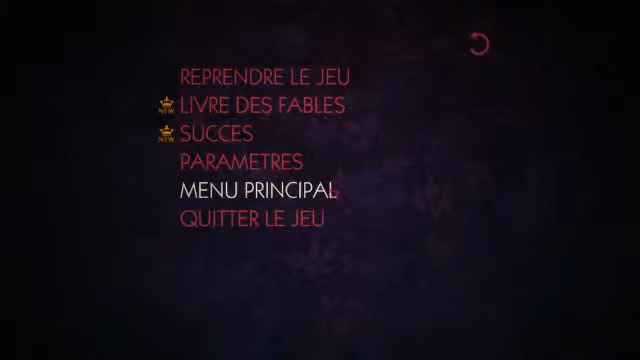 REPRENDRE LE JEU
NEW LIVRE DES FABLES
NEW SUCCES
PARAMETRES
MENU PRINCIPAL
QUITTER LE JEU